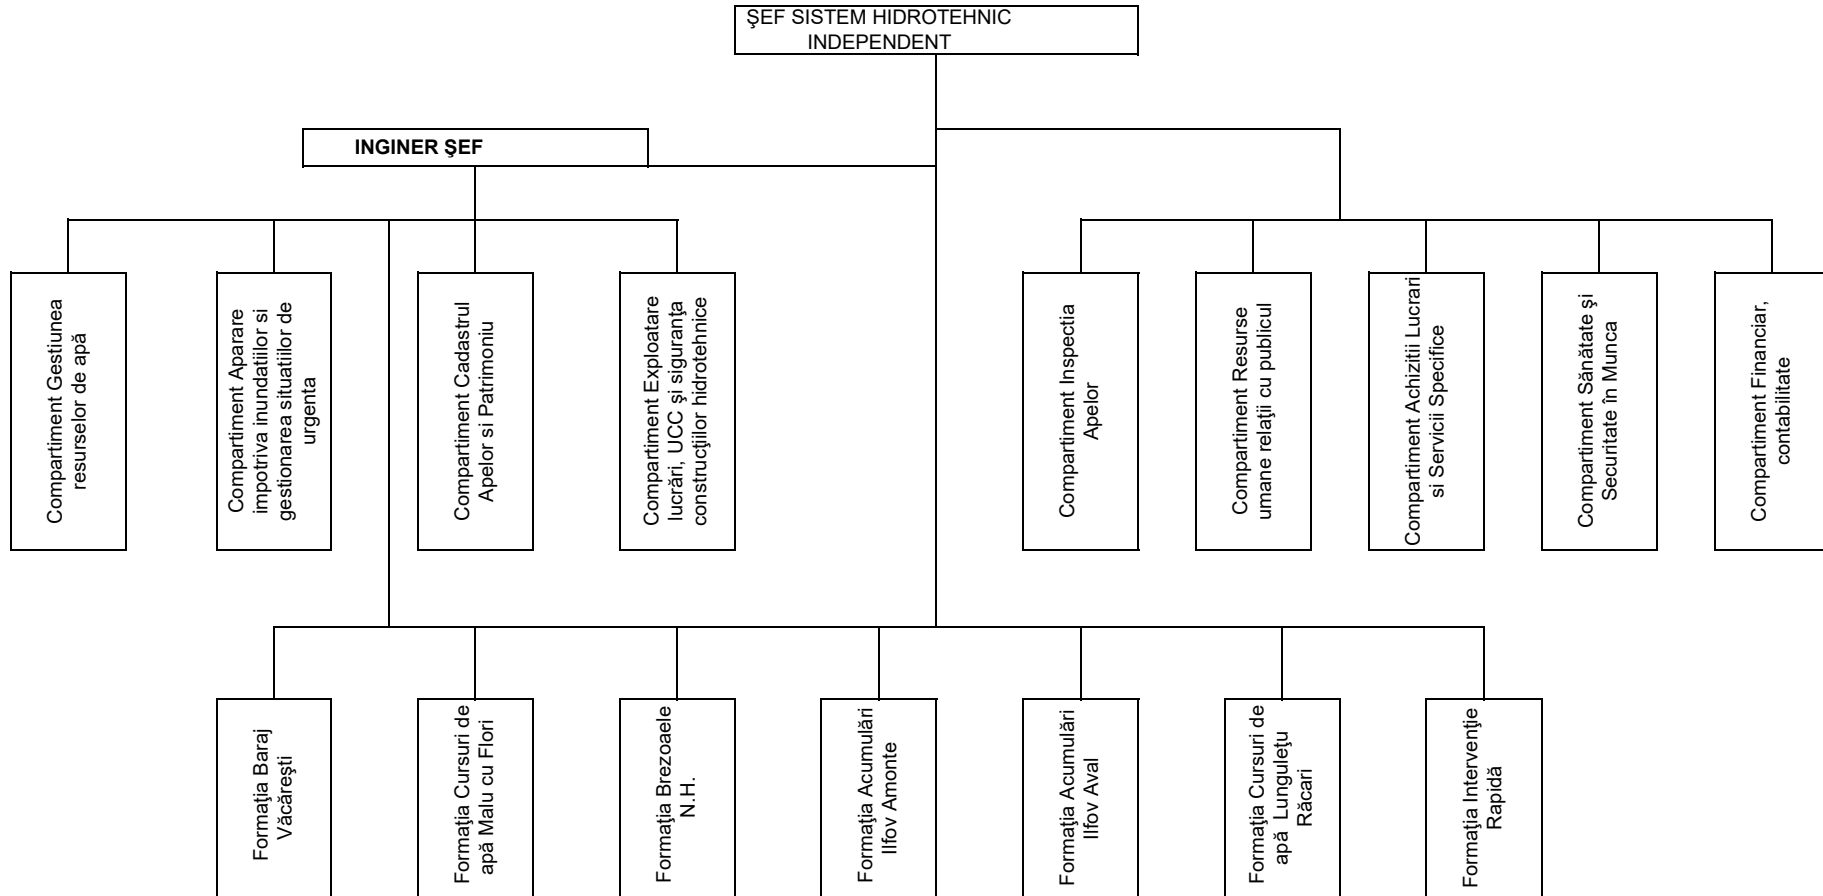 ŞEF SISTEM HIDROTEHNIC
INDEPENDENT
INGINER ŞEF
Compartiment Gestiunea
resurselor de apă
Compartiment Aparare
impotriva inundatiilor si
gestionarea situatiilor de
urgenta
Compartiment Cadastrul
Apelor si Patrimoniu
Compartiment Exploatare
lucrări, UCC şi siguranţa
construcţiilor hidrotehnice
Compartiment Inspectia
Apelor
Compartiment Resurse
umane relaţii cu publicul
Compartiment Achizitii Lucrari
si Servicii Specifice
Compartiment Sănătate şi
Securitate în Munca
Compartiment Financiar,
contabilitate
Formaţia Baraj
Văcăreşti
Formaţia Cursuri de
apă Malu cu Flori
Formaţia Brezoaele
N.H.
Formaţia Acumulări
Ilfov Amonte
Formaţia Acumulări
Ilfov Aval
Formaţia Cursuri de
apă Lunguleţu
Răcari
Formaţia Intervenţie
Rapidă